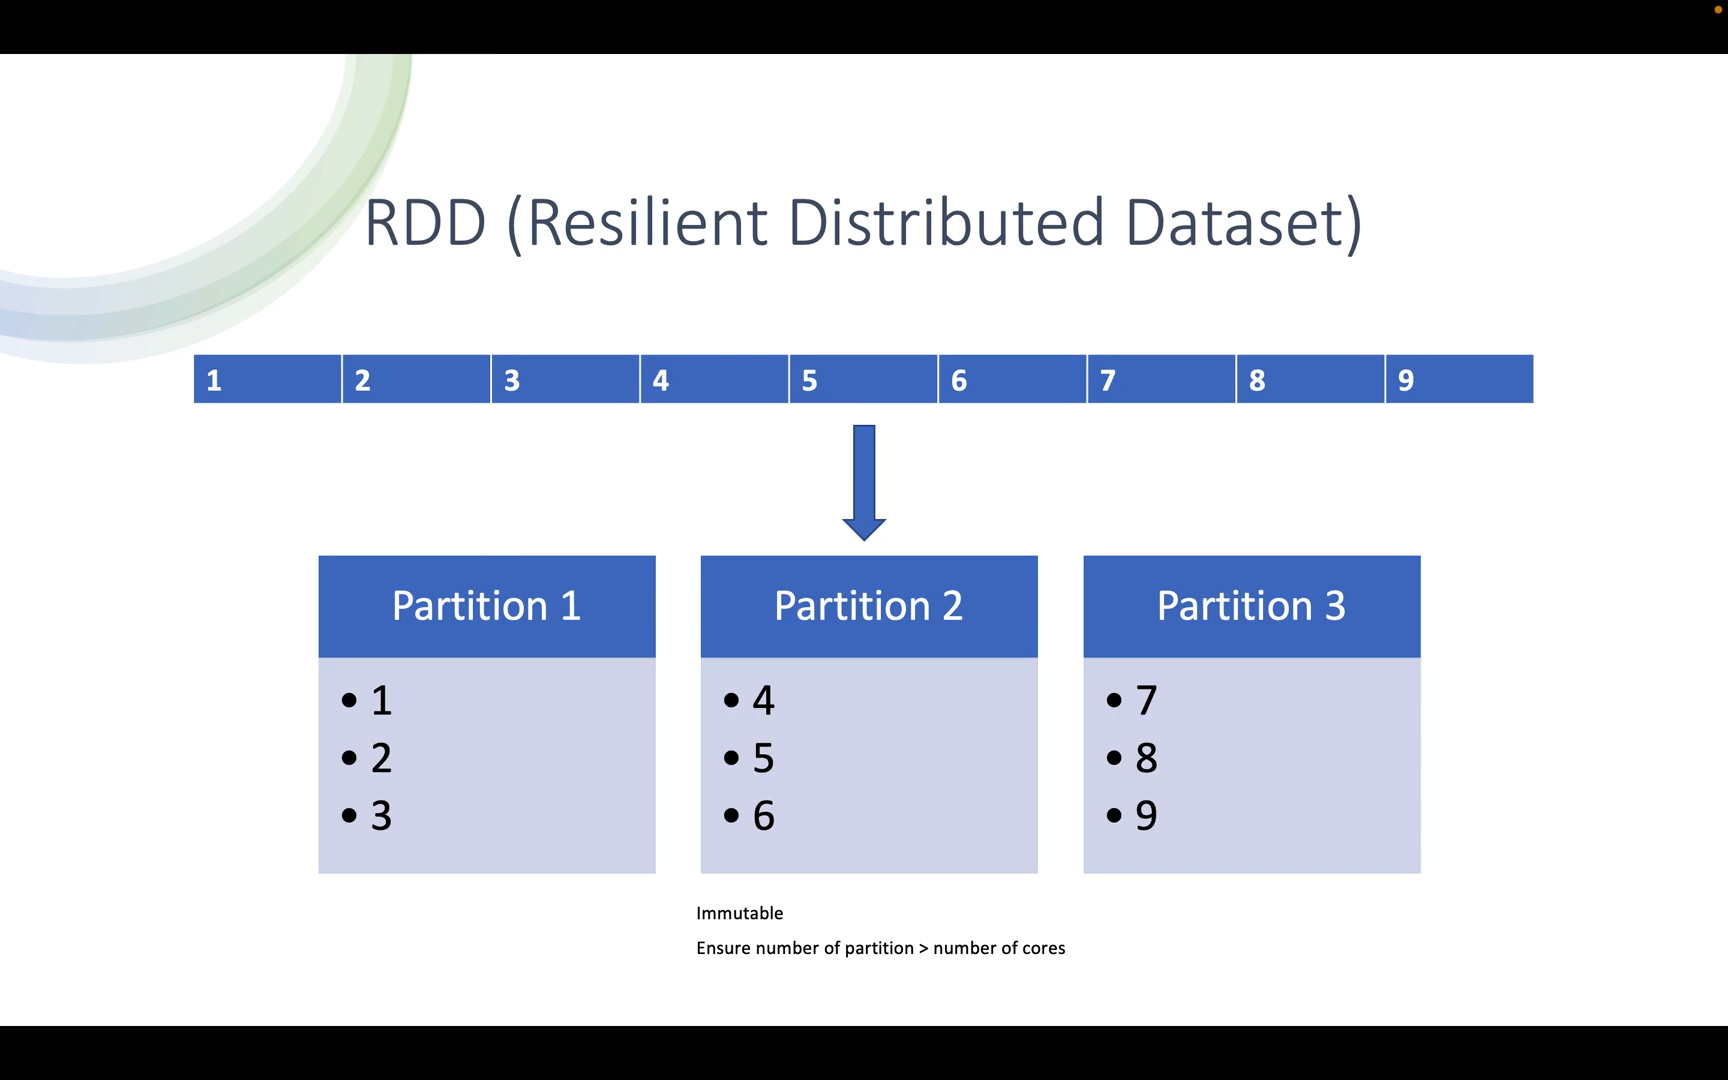 RDD (Resilient Distributed Dataset)
1 2 3 4 5 6 7 8 9
Partition 1
• 1
• 2
• 3
Partition 2
• 4
• 5
• 6
Partition 3
• 7
• 8
• 9
Immutable
Ensure number of partition > number of cores